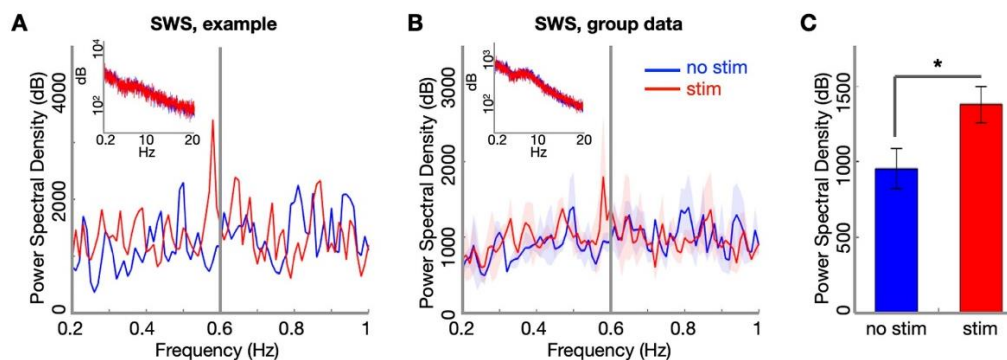 A
SWS, example
Power Spectral Density (dB)
4000
2000
0
0.2
0.4
0.6
0.8
1
Frequency (Hz)
dB
10⁴
10²
0.2
10
20
Hz
B
SWS, group data
no stim
stim
Power Spectral Density (dB)
3000
2000
1000
0
0.2
0.4
0.6
0.8
1
Frequency (Hz)
dB
10³
10²
0.2
10
20
Hz
C
*
Power Spectral Density (dB)
1500
1000
500
0
no stim
stim